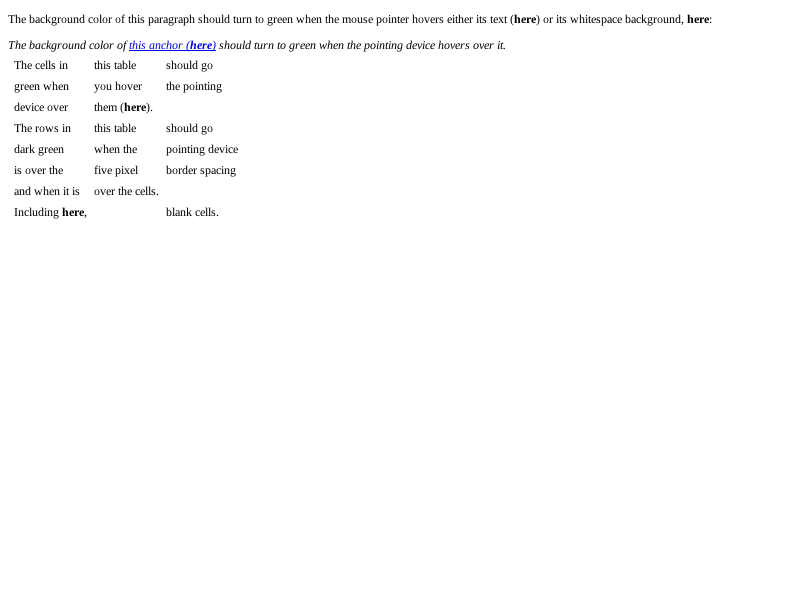 The background color of this paragraph should turn to green when the mouse pointer hovers either its text (here) or its whitespace background, here:
The background color of this anchor (here) should turn to green when the pointing device hovers over it.
The cells in this table should go
green when you hover the pointing
device over them (here).
The rows in this table should go
dark green when the pointing device
is over the five pixel border spacing
and when it is over the cells.
Including here, blank cells.